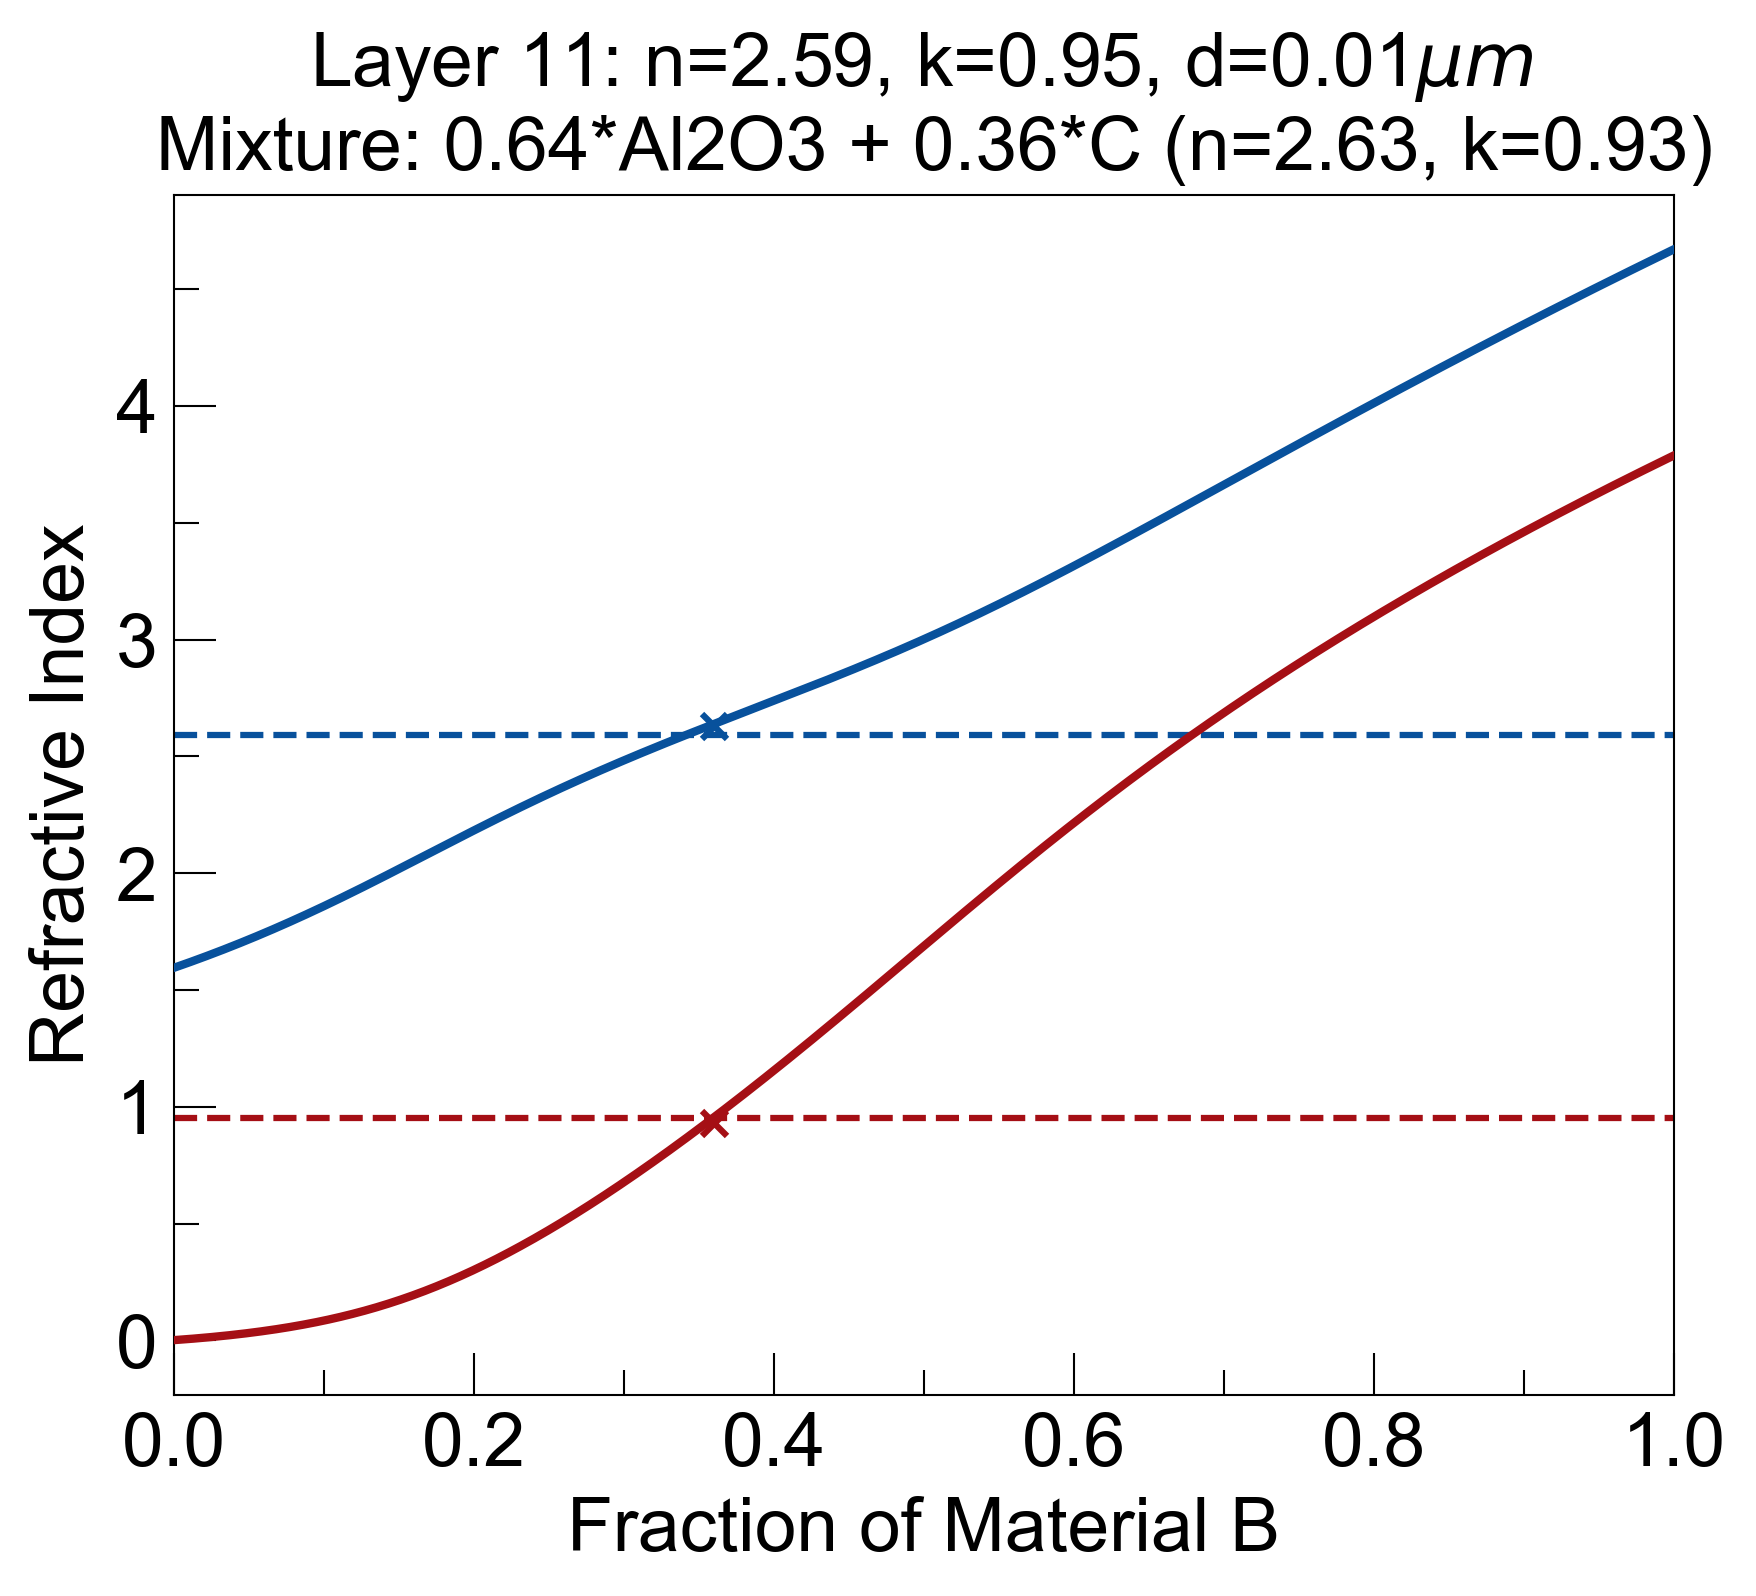 Layer 11: n=2.59, k=0.95, d=0.01μm
Mixture: 0.64*Al2O3 + 0.36*C (n=2.63, k=0.93)
Refractive Index
4
3
2
1
0
0.0 0.2 0.4 0.6 0.8 1.0
Fraction of Material B